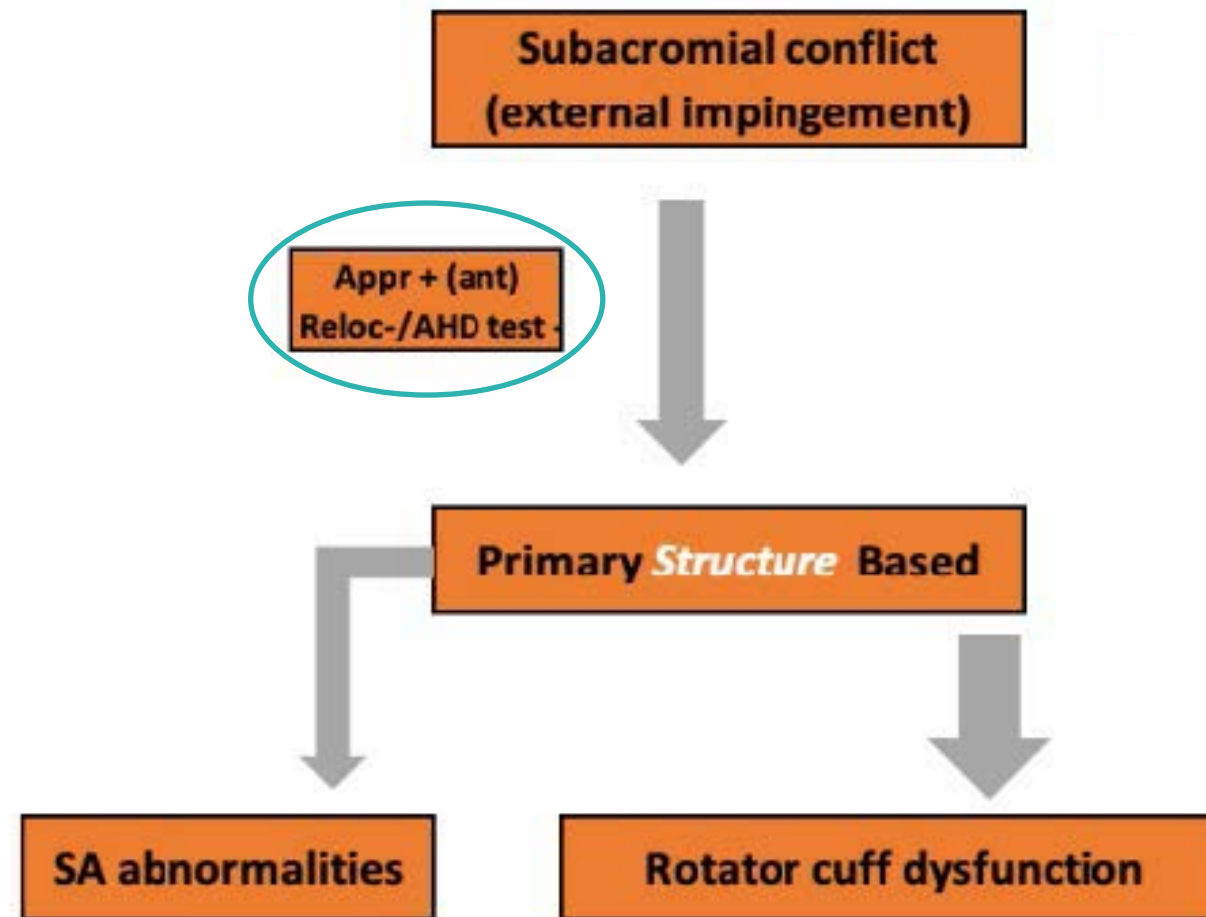 Subacromial conflict
(external impingement)
Appr + (ant)
Reloc-/AHD test -
Primary Structure Based
SA abnormalities
Rotator cuff dysfunction